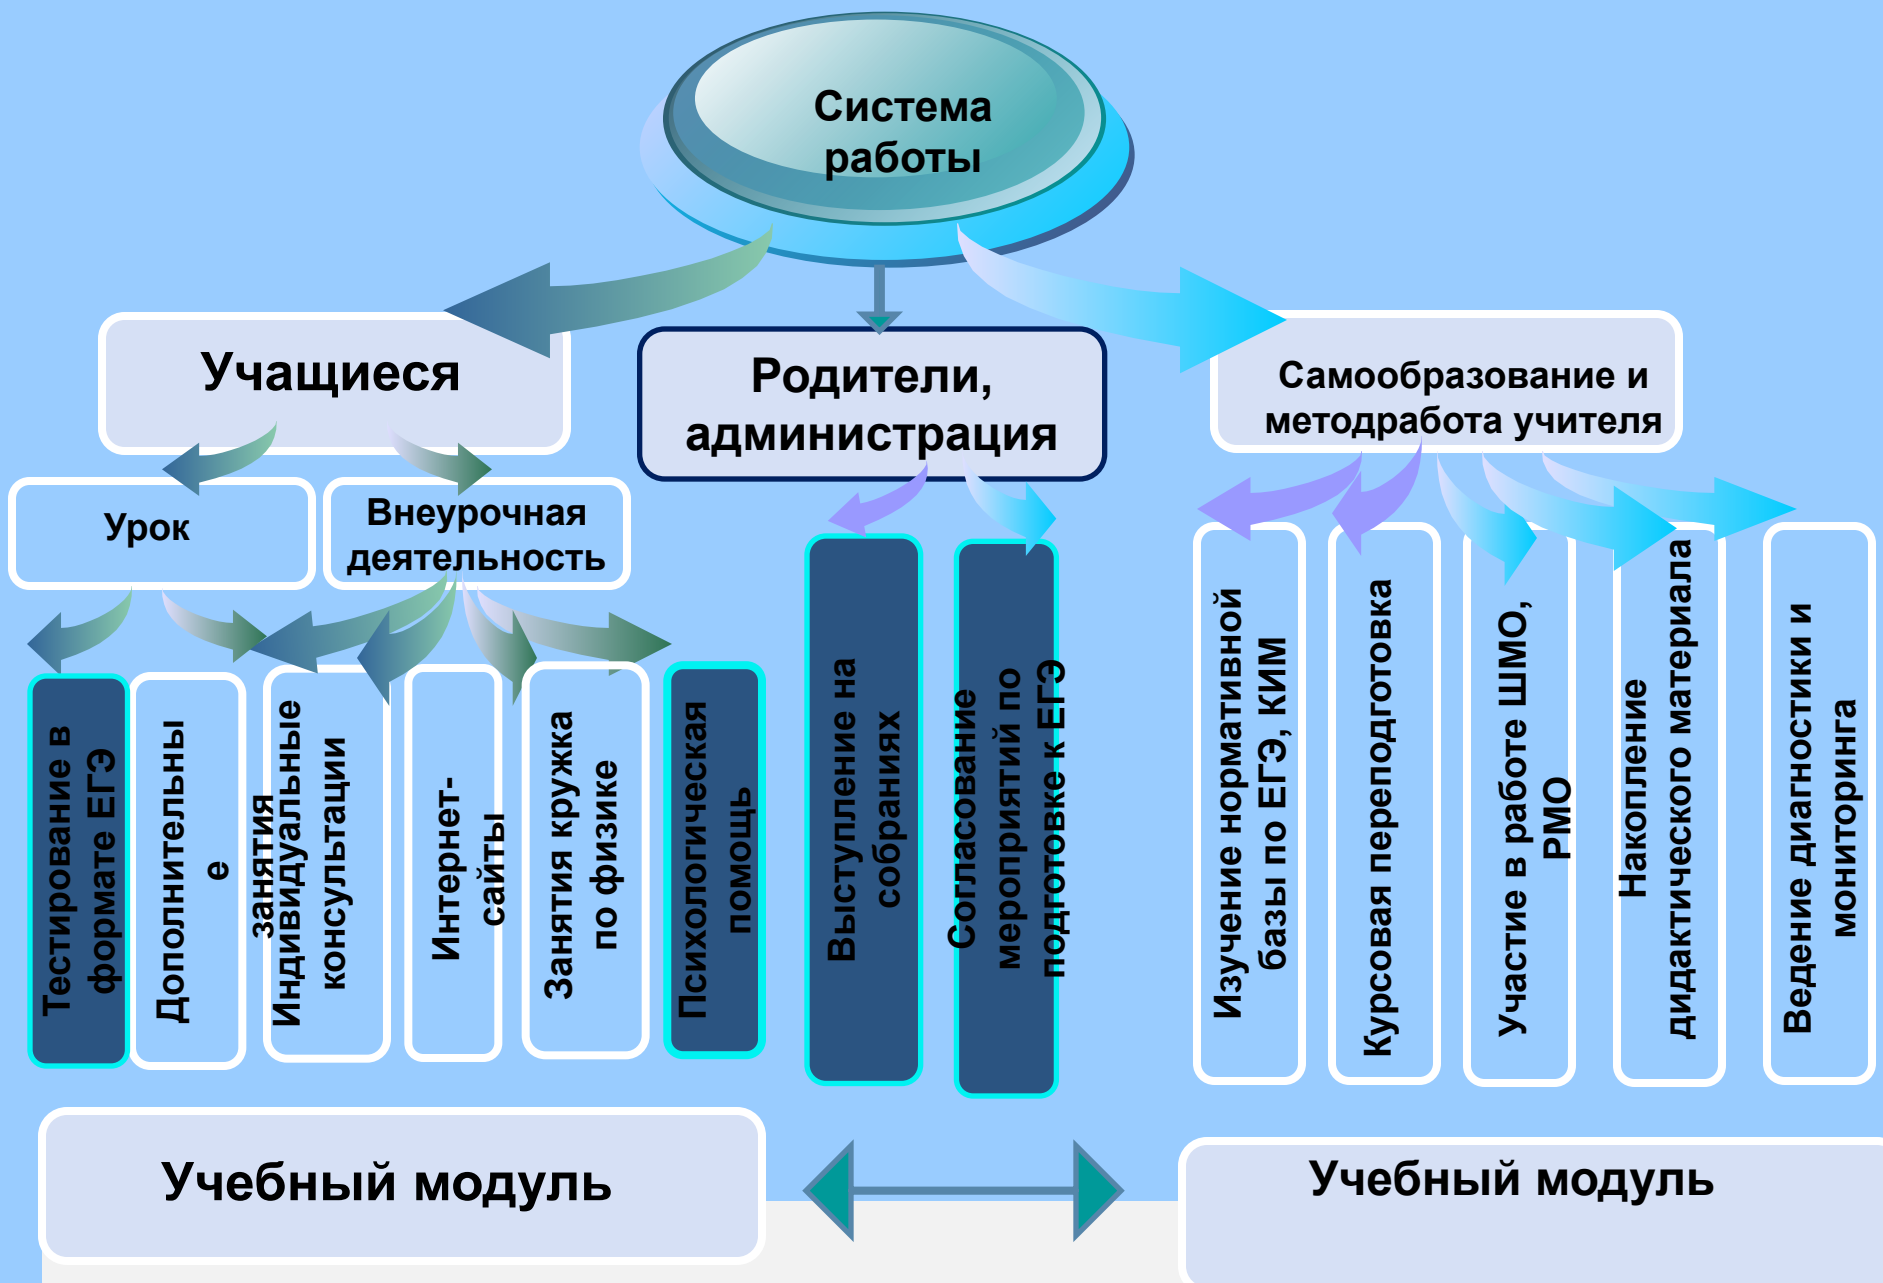 Система
работы
Учащиеся
Родители,
администрация
Самообразование и
методработа учителя
Урок
Внеурочная
деятельность
Тестирование в
формате ЕГЭ
Дополнительны
е
занятия
Индивидуальные
консультации
Интернет-
сайты
Занятия кружка
по физике
Психологическая
помощь
Выступление на
собраниях
Согласование
мероприятий по
подготовке к ЕГЭ
Изучение нормативной
базы по ЕГЭ, КИМ
Курсовая переподготовка
Участие в работе ШМО,
РМО
Накопление
дидактического материала
Ведение диагностики и
мониторинга
Учебный модуль
Учебный модуль